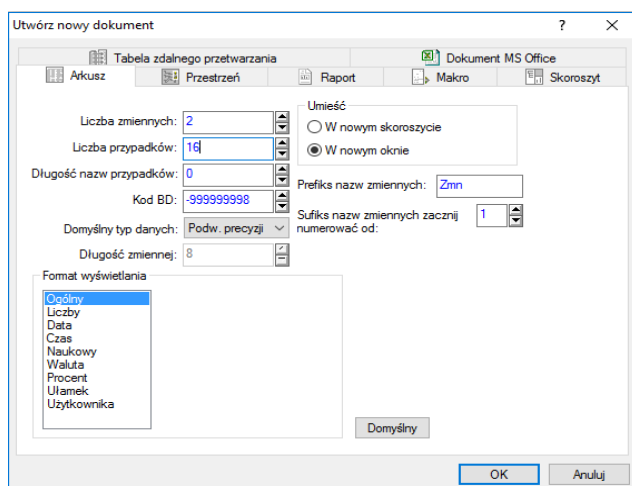 Utwórz nowy dokument ?
Tabela zdalnego przetwarzania Dokument MS Office
Arkusz Przestrzeń Raport Makro Skoroszyt
Liczba zmiennych: 2
Liczba przypadków: 16
Długość nazw przypadków: 0
Kod BD: -999999998
Domyślny typ danych: Podw. precyzji
Długość zmiennej: 8
Umieść
W nowym skoroszycie
W nowym oknie
Prefiks nazw zmiennych: Zmn
Sufiks nazw zmiennych zacznij
numerować od: 1
Format wyświetlania
Ogólny
Liczby
Data
Czas
Naukowy
Waluta
Procent
Ułamek
Użytkownika
Domyślny
OK Anuluj